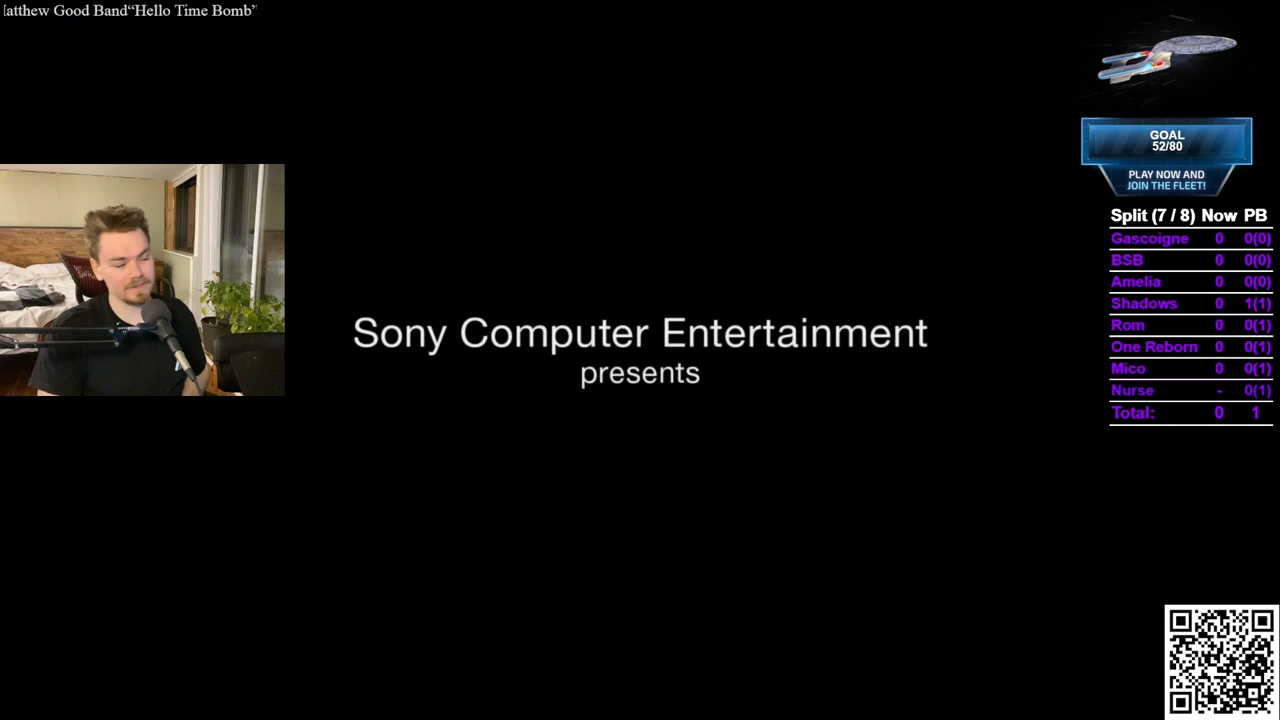 atthew Good Band“Hello Time Bomb”
GOAL
52/80
PLAY NOW AND
JOIN THE FLEET!
Split (7 / 8) Now PB
Gascoigne 0 0(0)
BSB 0 0(0)
Amelia 0 0(0)
Shadows 0 1(1)
Rom 0 0(1)
One Reborn 0 0(1)
Mico 0 0(1)
Nurse - 0(1)
Total: 0 1
Sony Computer Entertainment
presents